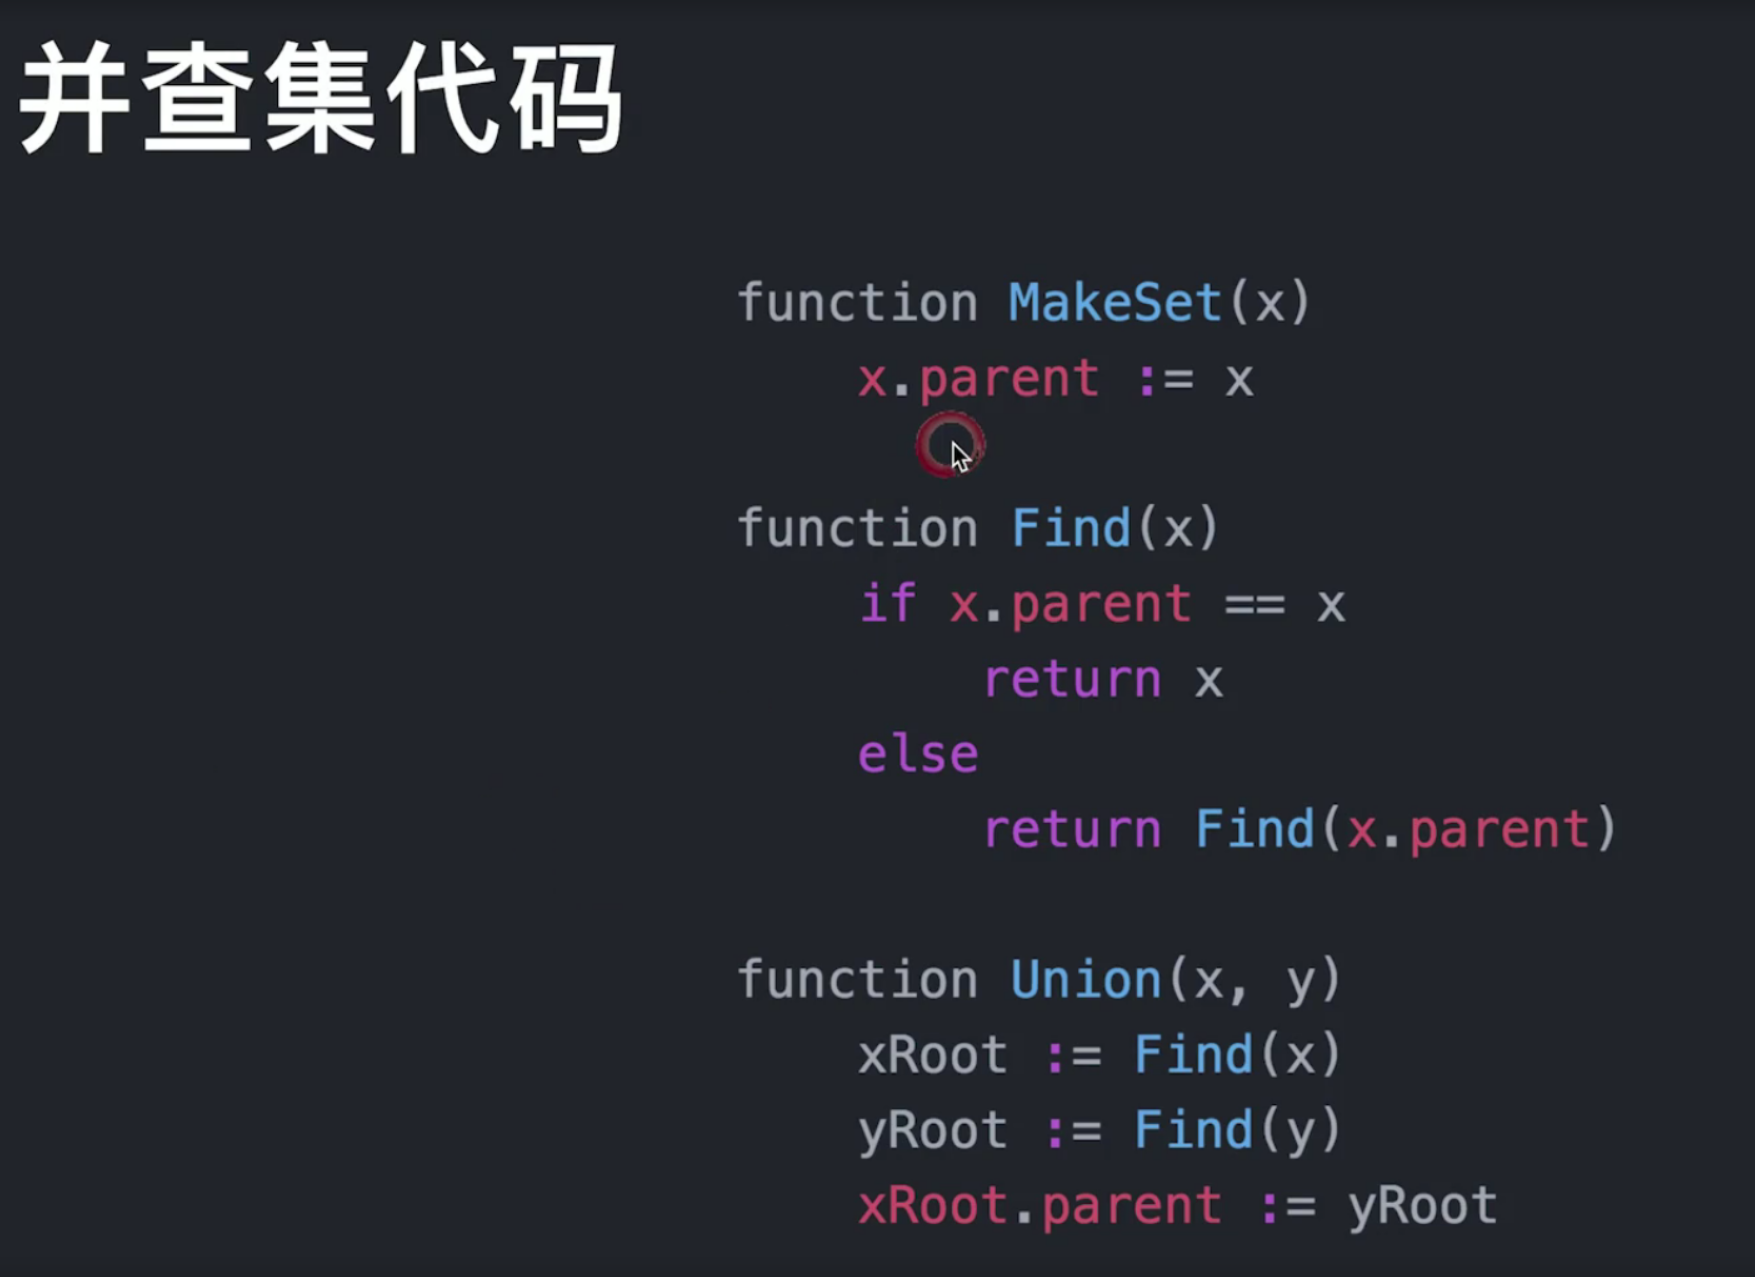 并查集代码
function MakeSet(x)
x.parent := x
function Find(x)
if x.parent == x
return x
else
return Find(x.parent)
function Union(x, y)
xRoot := Find(x)
yRoot := Find(y)
xRoot.parent := yRoot